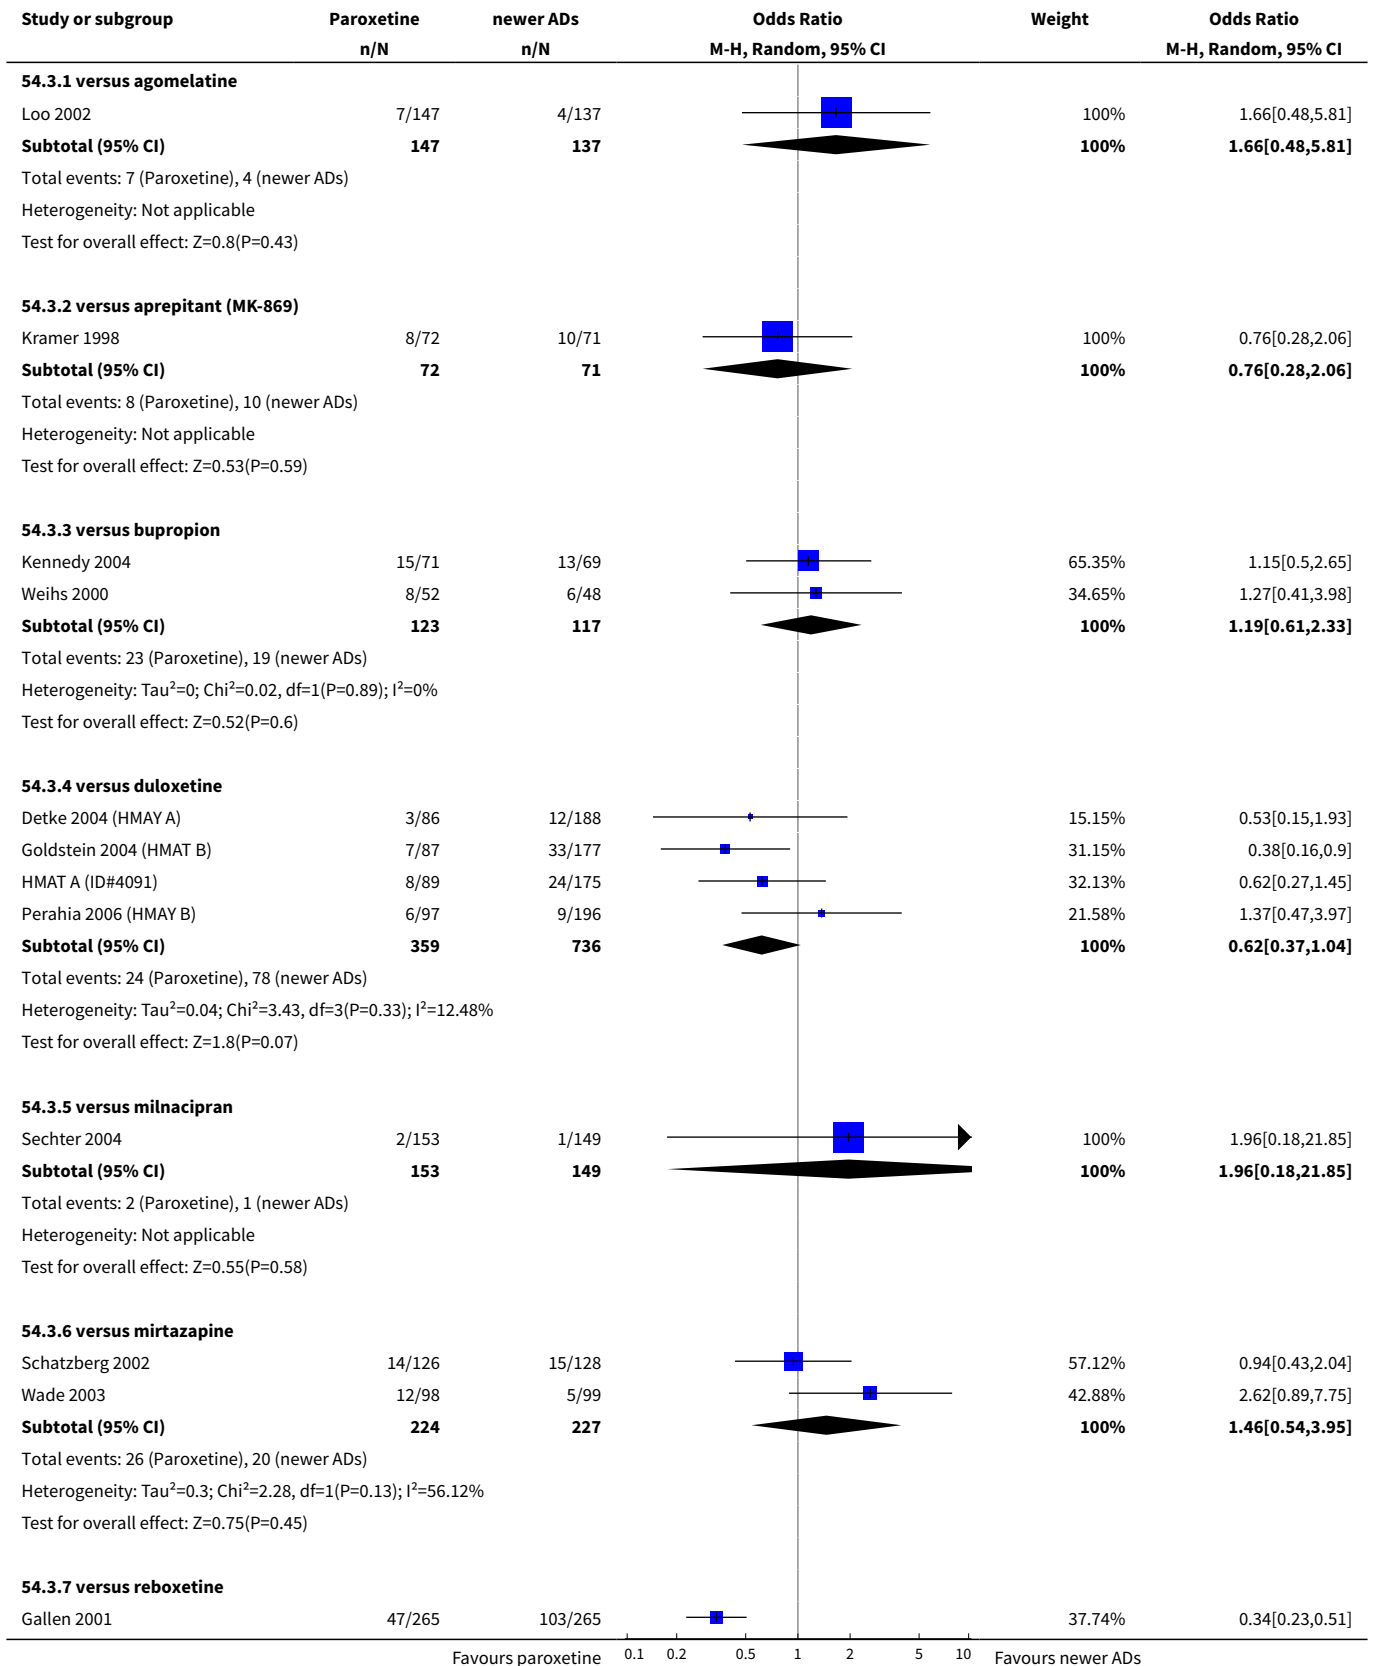 Study or subgroup Paroxetine newer ADs Odds Ratio Weight Odds Ratio
n/N n/N M-H, Random, 95% CI M-H, Random, 95% CI
54.3.1 versus agomelatine
Loo 2002 7/147 4/137 100% 1.66[0.48,5.81]
Subtotal (95% CI) 147 137 100% 1.66[0.48,5.81]
Total events: 7 (Paroxetine), 4 (newer ADs)
Heterogeneity: Not applicable
Test for overall effect: Z=0.8(P=0.43)
54.3.2 versus aprepitant (MK-869)
Kramer 1998 8/72 10/71 100% 0.76[0.28,2.06]
Subtotal (95% CI) 72 71 100% 0.76[0.28,2.06]
Total events: 8 (Paroxetine), 10 (newer ADs)
Heterogeneity: Not applicable
Test for overall effect: Z=0.53(P=0.59)
54.3.3 versus bupropion
Kennedy 2004 15/71 13/69 65.35% 1.15[0.5,2.65]
Weihs 2000 8/52 6/48 34.65% 1.27[0.41,3.98]
Subtotal (95% CI) 123 117 100% 1.19[0.61,2.33]
Total events: 23 (Paroxetine), 19 (newer ADs)
Heterogeneity: Tau²=0; Chi²=0.02, df=1(P=0.89); I²=0%
Test for overall effect: Z=0.52(P=0.6)
54.3.4 versus duloxetine
Detke 2004 (HMAY A) 3/86 12/188 15.15% 0.53[0.15,1.93]
Goldstein 2004 (HMAT B) 7/87 33/177 31.15% 0.38[0.16,0.9]
HMAT A (ID#4091) 8/89 24/175 32.13% 0.62[0.27,1.45]
Perahia 2006 (HMAY B) 6/97 9/196 21.58% 1.37[0.47,3.97]
Subtotal (95% CI) 359 736 100% 0.62[0.37,1.04]
Total events: 24 (Paroxetine), 78 (newer ADs)
Heterogeneity: Tau²=0.04; Chi²=3.43, df=3(P=0.33); I²=12.48%
Test for overall effect: Z=1.8(P=0.07)
54.3.5 versus milnacipran
Sechter 2004 2/153 1/149 100% 1.96[0.18,21.85]
Subtotal (95% CI) 153 149 100% 1.96[0.18,21.85]
Total events: 2 (Paroxetine), 1 (newer ADs)
Heterogeneity: Not applicable
Test for overall effect: Z=0.55(P=0.58)
54.3.6 versus mirtazapine
Schatzberg 2002 14/126 15/128 57.12% 0.94[0.43,2.04]
Wade 2003 12/98 5/99 42.88% 2.62[0.89,7.75]
Subtotal (95% CI) 224 227 100% 1.46[0.54,3.95]
Total events: 26 (Paroxetine), 20 (newer ADs)
Heterogeneity: Tau²=0.3; Chi²=2.28, df=1(P=0.13); I²=56.12%
Test for overall effect: Z=0.75(P=0.45)
54.3.7 versus reboxetine
Gallen 2001 47/265 103/265 37.74% 0.34[0.23,0.51]
Favours paroxetine 0.1 0.2 0.5 1 2 5 10 Favours newer ADs